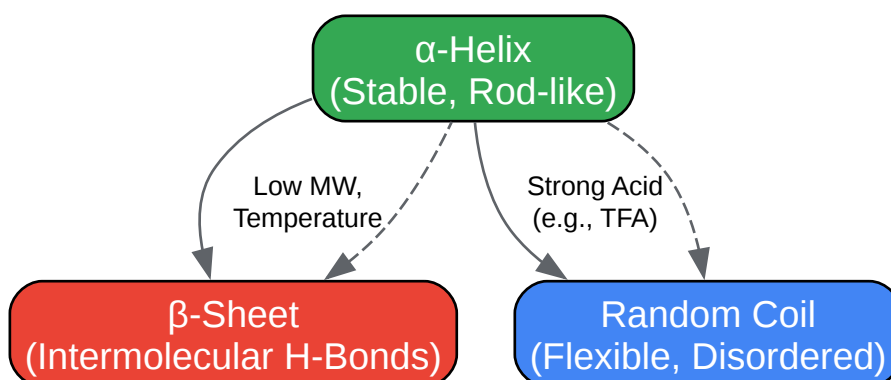 α-Helix
(Stable, Rod-like)
Low MW,
Temperature
Strong Acid
(e.g., TFA)
β-Sheet
(Intermolecular H-Bonds)
Random Coil
(Flexible, Disordered)